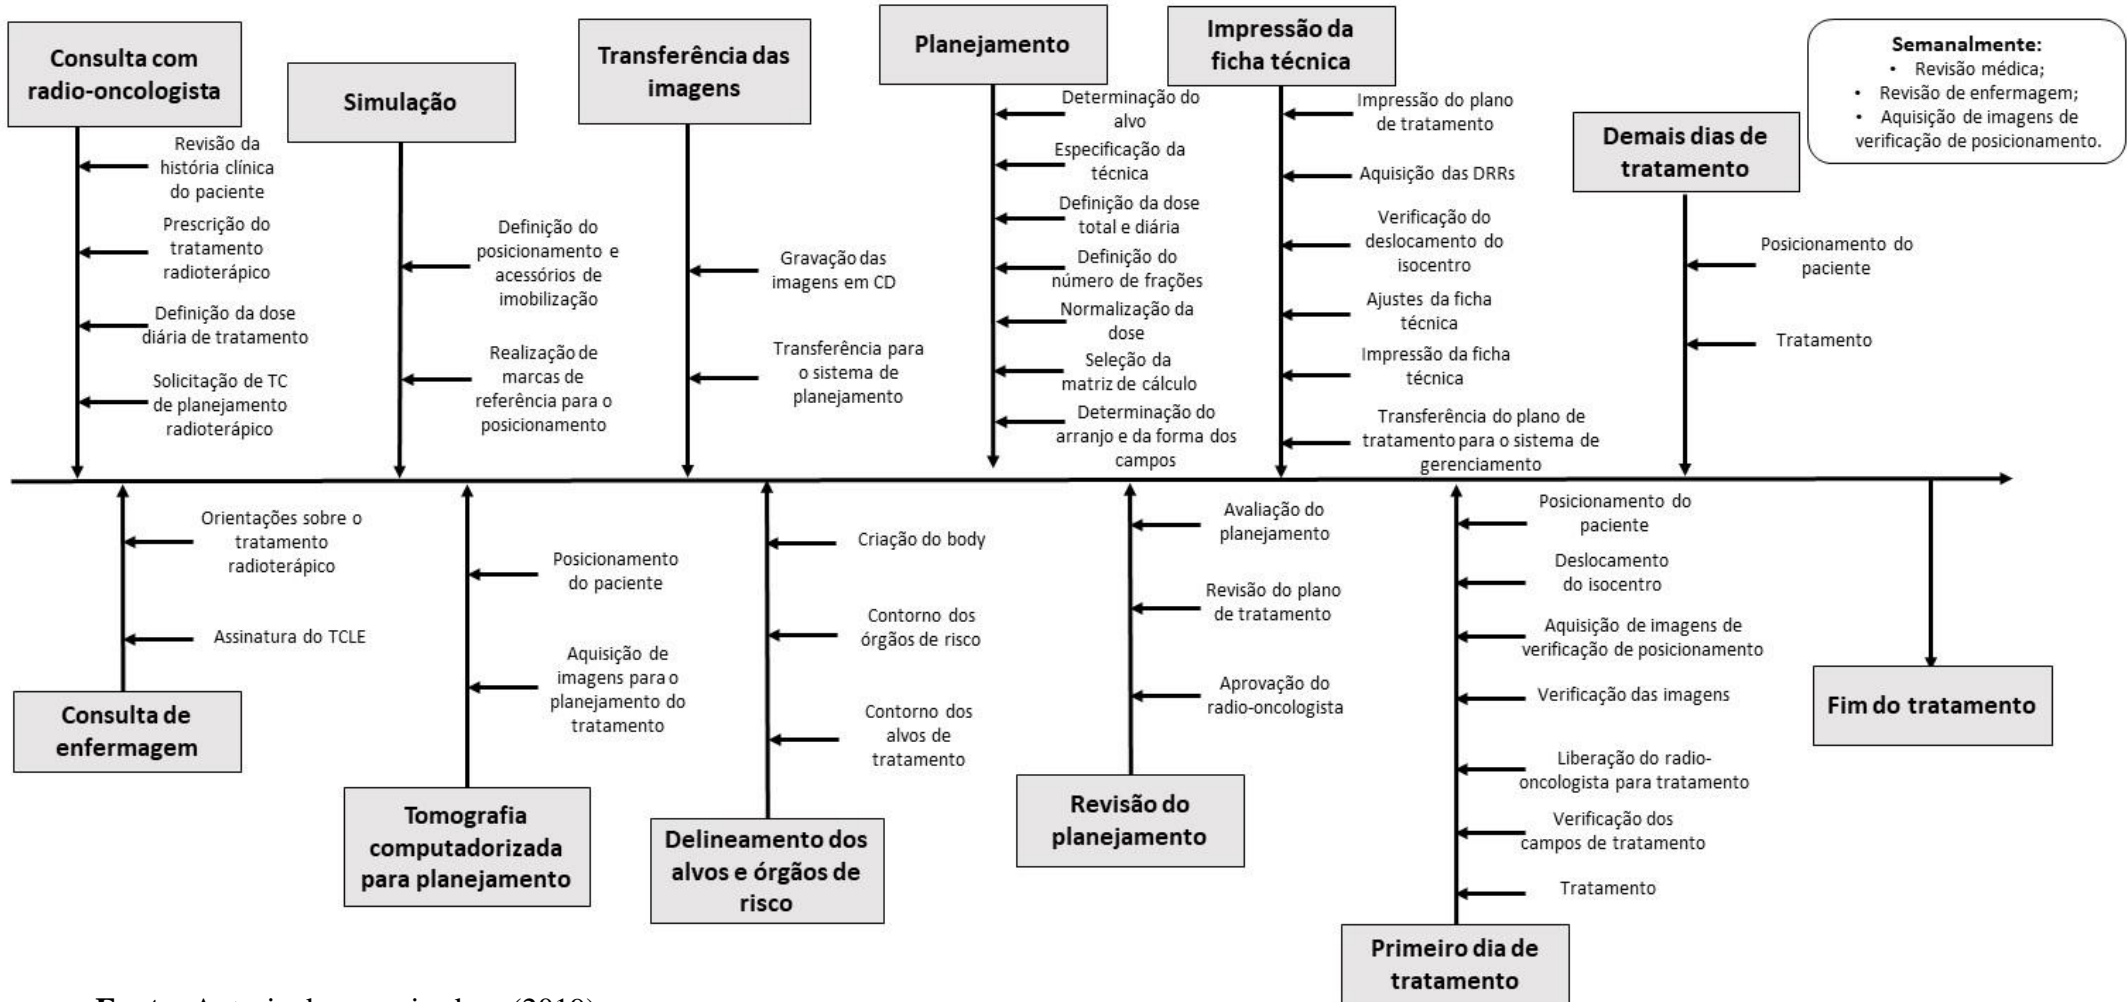 Consulta com
radio-oncologista
Revisão da
história clínica
do paciente
Prescrição do
tratamento
radioterápico
Definição da dose
diária de tratamento
Solicitação de TC
de planejamento
radioterápico
Simulação
Definição do
posicionamento e
acessórios de
imobilização
Realização de
marcas de
referência para o
posicionamento
Transferência das
imagens
Gravação das
imagens em CD
Transferência para
o sistema de
planejamento
Planejamento
Determinação do
alvo
Especificação da
técnica
Definição da dose
total e diária
Definição do
número de frações
Normalização da
dose
Seleção da
matriz de cálculo
Determinação do
arranjo e da forma dos
campos
Impressão da
ficha técnica
Impressão do plano
de tratamento
Aquisição das DRRs
Verificação do
deslocamento do
isocentro
Ajustes da ficha
técnica
Impressão da ficha
técnica
Transferência do plano de
tratamento para o sistema de
gerenciamento
Demais dias de
tratamento
Posicionamento do
paciente
Tratamento
Semanalmente:
• Revisão médica;
• Revisão de enfermagem;
• Aquisição de imagens de
verificação de posicionamento.
Orientações sobre o
tratamento
radioterápico
Assinatura do TCLE
Consulta de
enfermagem
Posicionamento
do paciente
Aquisição de
imagens para o
planejamento do
tratamento
Tomografia
computadorizada
para planejamento
Criação do body
Contorno dos
órgãos de risco
Contorno dos
alvos de
tratamento
Delineamento dos
alvos e órgãos de
risco
Avaliação do
planejamento
Revisão do plano
de tratamento
Aprovação do
radio-oncologista
Revisão do
planejamento
Posicionamento do
paciente
Deslocamento
do isocentro
Aquisição de imagens de
verificação de posicionamento
Verificação das imagens
Liberação do radio-
oncologista para tratamento
Verificação dos
campos de tratamento
Tratamento
Primeiro dia de
tratamento
Fim do tratamento